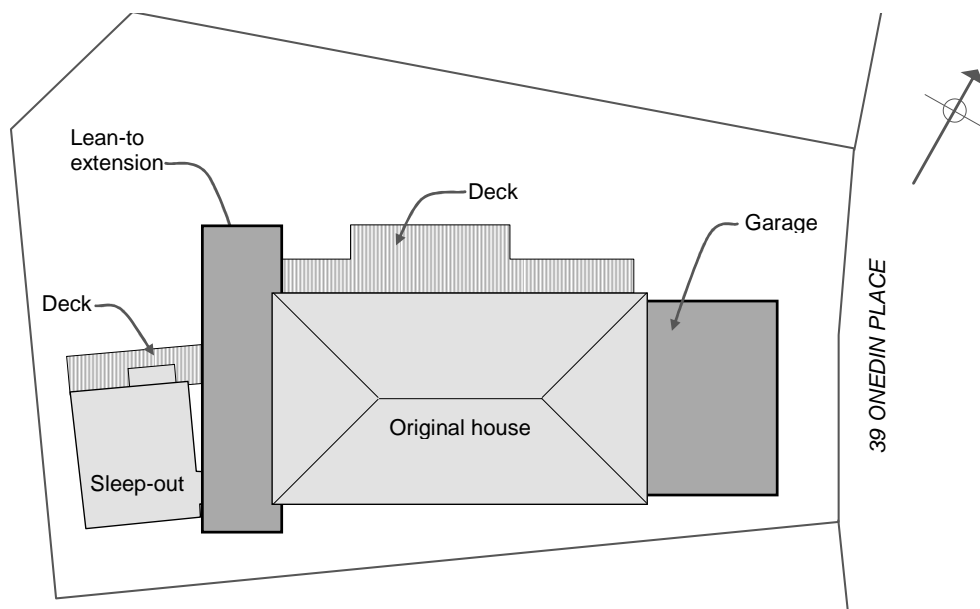 Lean-to
extension
Deck
Garage
Deck
Original house
Sleep-out
39 ONEDIN PLACE